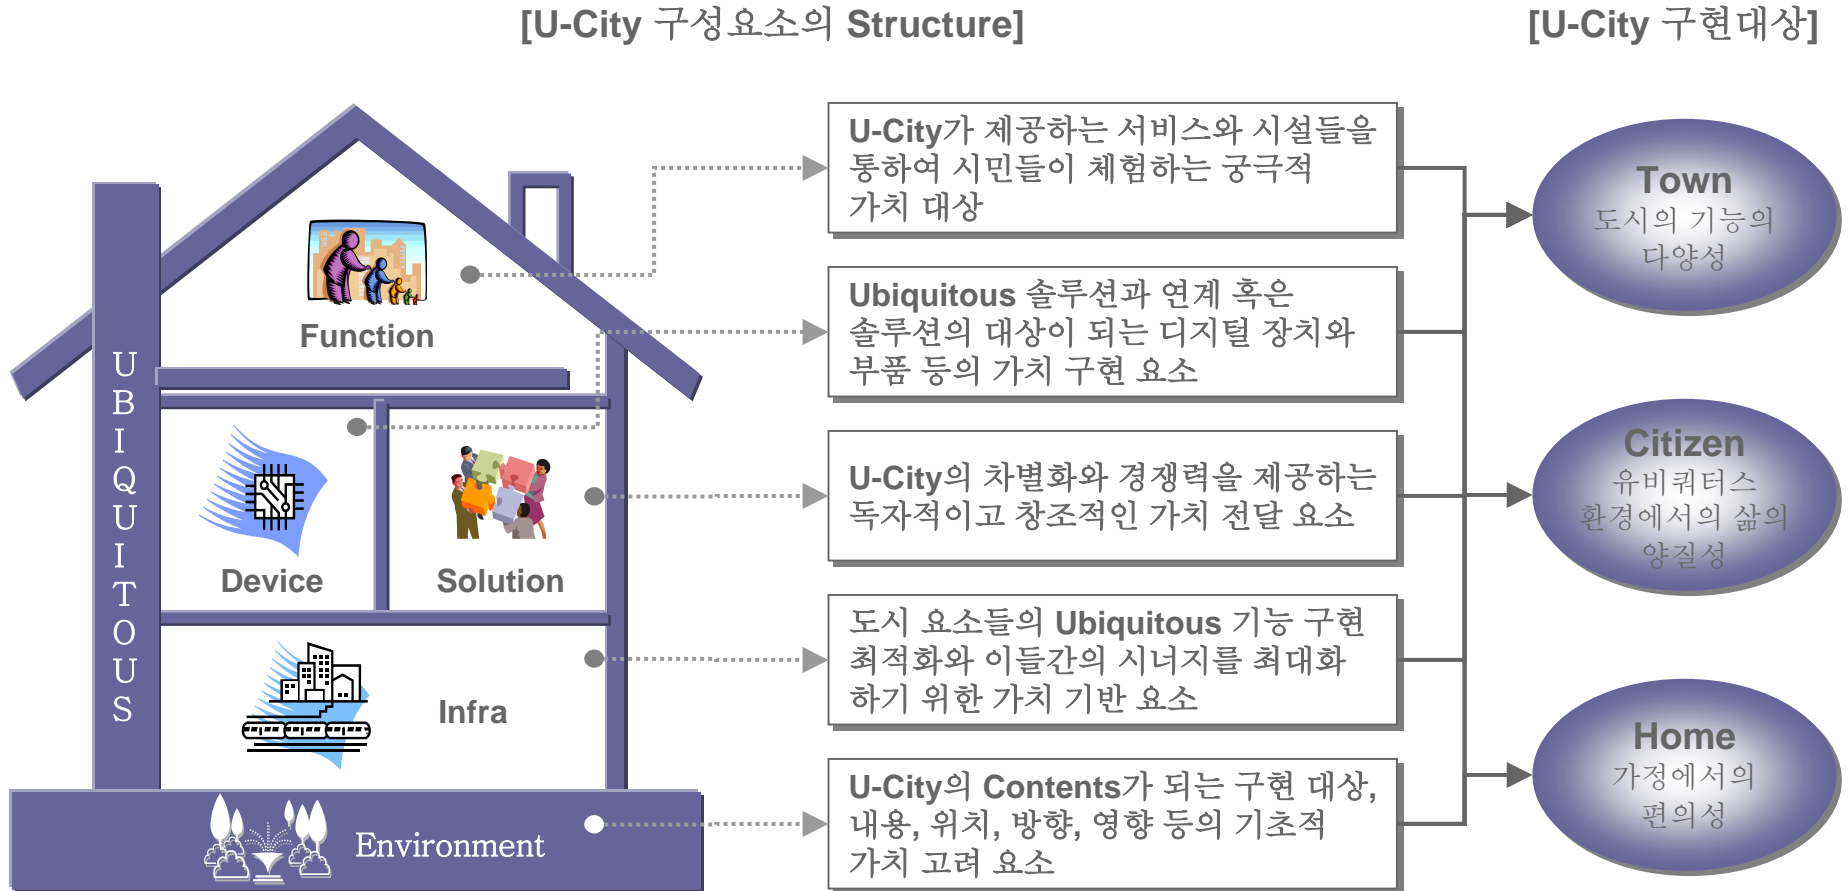 [U-City 구성요소의 Structure]
[U-City 구현대상]
UBIQUITOUS
Function
Device
Solution
Infra
Environment
U-City가 제공하는 서비스와 시설들을
통하여 시민들이 체험하는 궁극적
가치 대상
Ubiquitous 솔루션과 연계 혹은
솔루션의 대상이 되는 디지털 장치와
부품 등의 가치 구현 요소
U-City의 차별화와 경쟁력을 제공하는
독자적이고 창조적인 가치 전달 요소
도시 요소들의 Ubiquitous 기능 구현
최적화와 이들간의 시너지를 최대화
하기 위한 가치 기반 요소
U-City의 Contents가 되는 구현 대상,
내용, 위치, 방향, 영향 등의 기초적
가치 고려 요소
Town
도시의 기능의
다양성
Citizen
유비쿼터스
환경에서의 삶의
양질성
Home
가정에서의
편의성